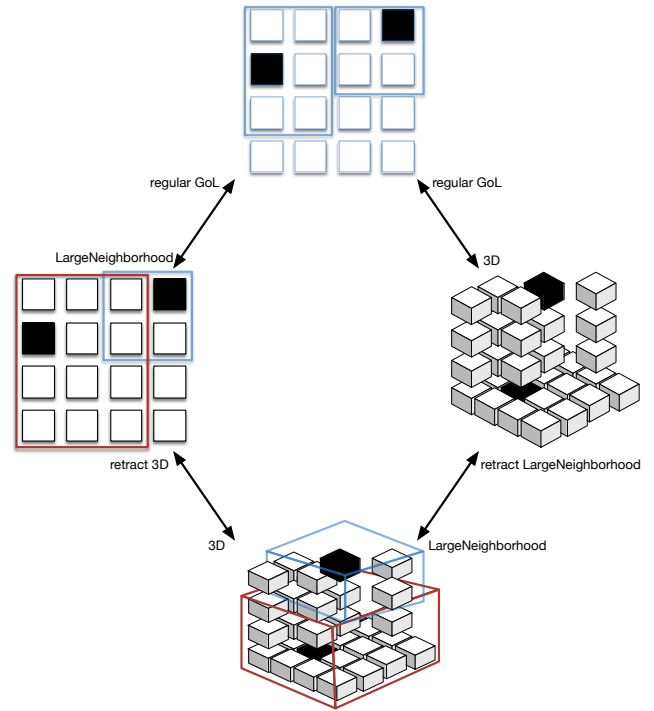 regular GoL
regular GoL
LargeNeighborhood
3D
retract 3D
retract LargeNeighborhood
3D
LargeNeighborhood